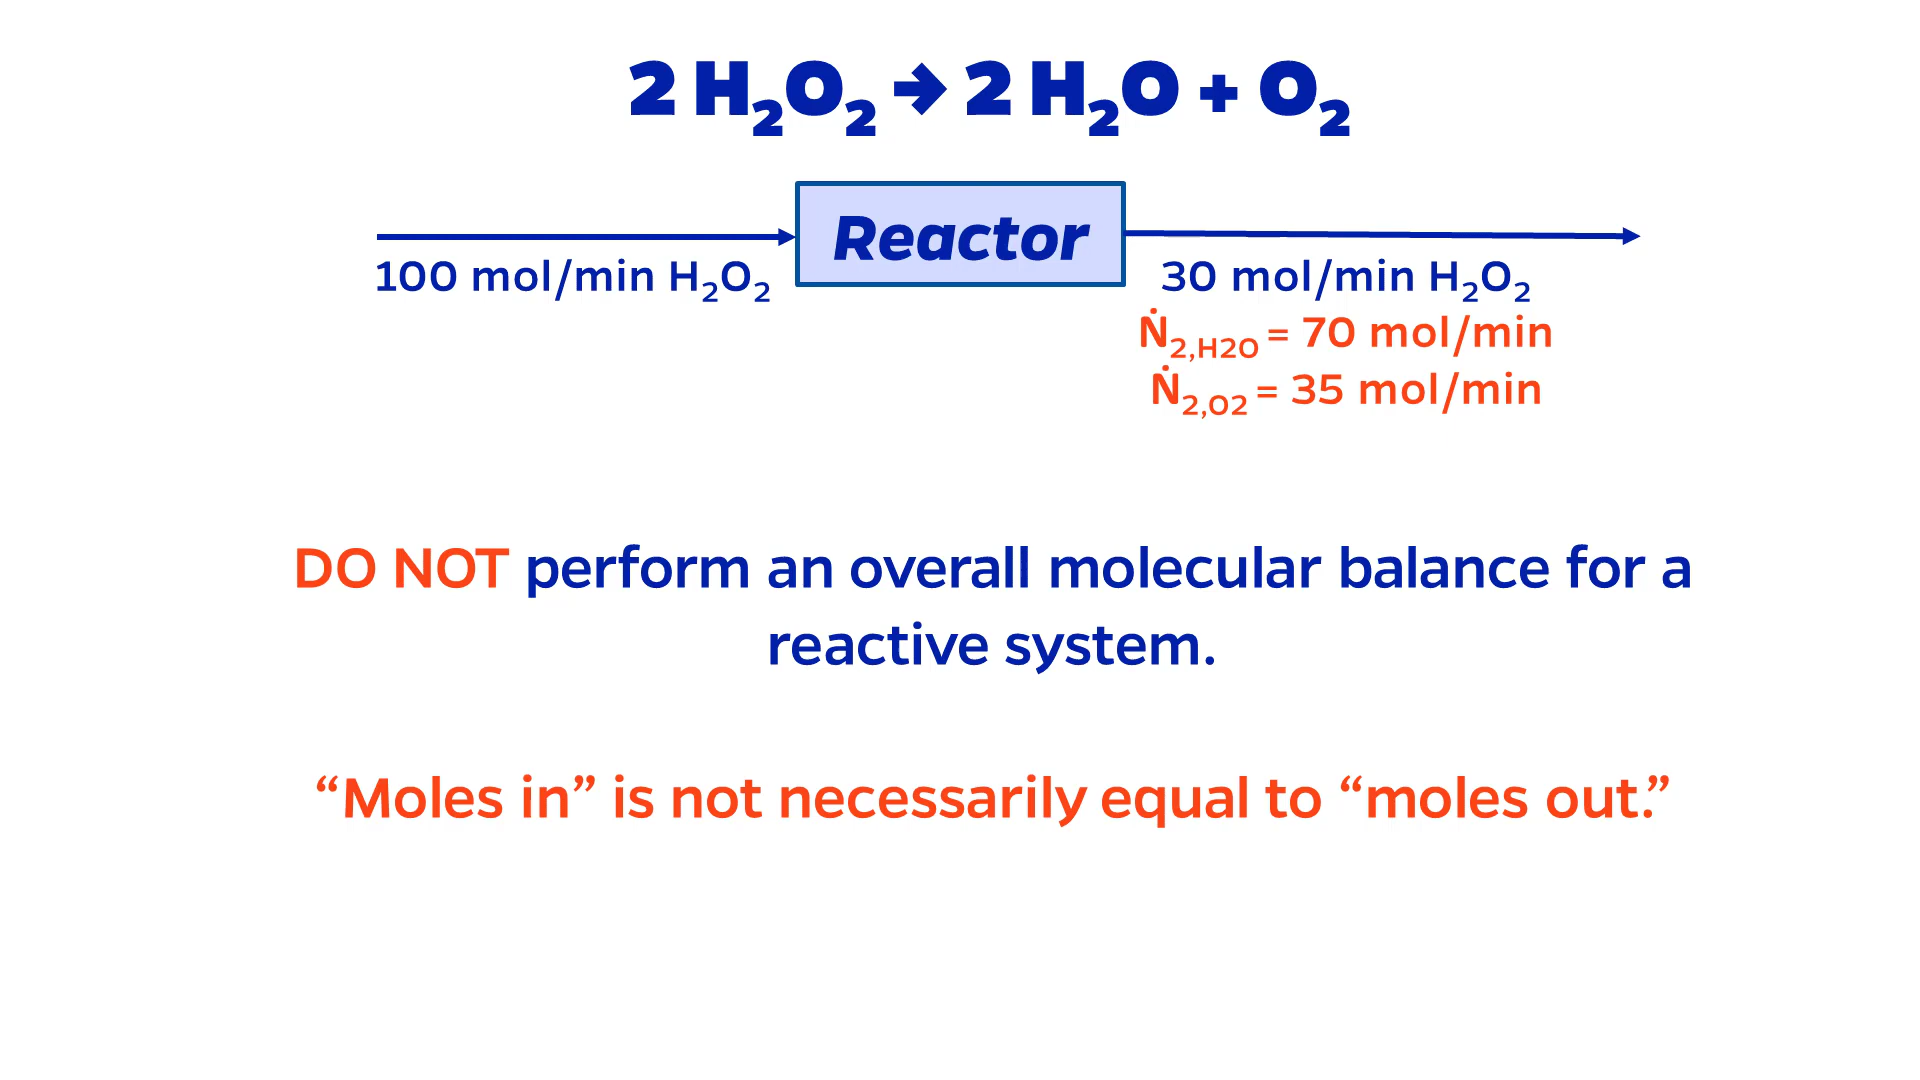 2 H₂O₂ → 2 H₂O + O₂
Reactor
100 mol/min H₂O₂
30 mol/min H₂O₂
Ṅ₂,H2O = 70 mol/min
Ṅ₂,O2 = 35 mol/min
DO NOT perform an overall molecular balance for a
reactive system.
“Moles in” is not necessarily equal to “moles out.”